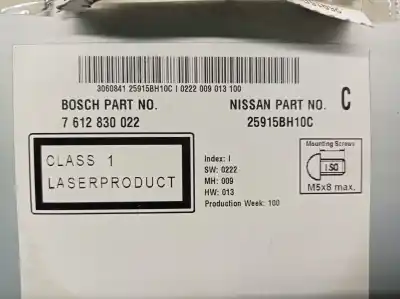 3060841 25915BH10C I 0222 009 013 100
BOSCH PART NO.
7 612 830 022
NISSAN PART NO.
25915BH10C
C
CLASS 1
LASERPRODUCT
Index: I
SW: 0222
MH: 009
HW: 013
Production Week: 100
Mounting Screws
ISO
M5x8 max.